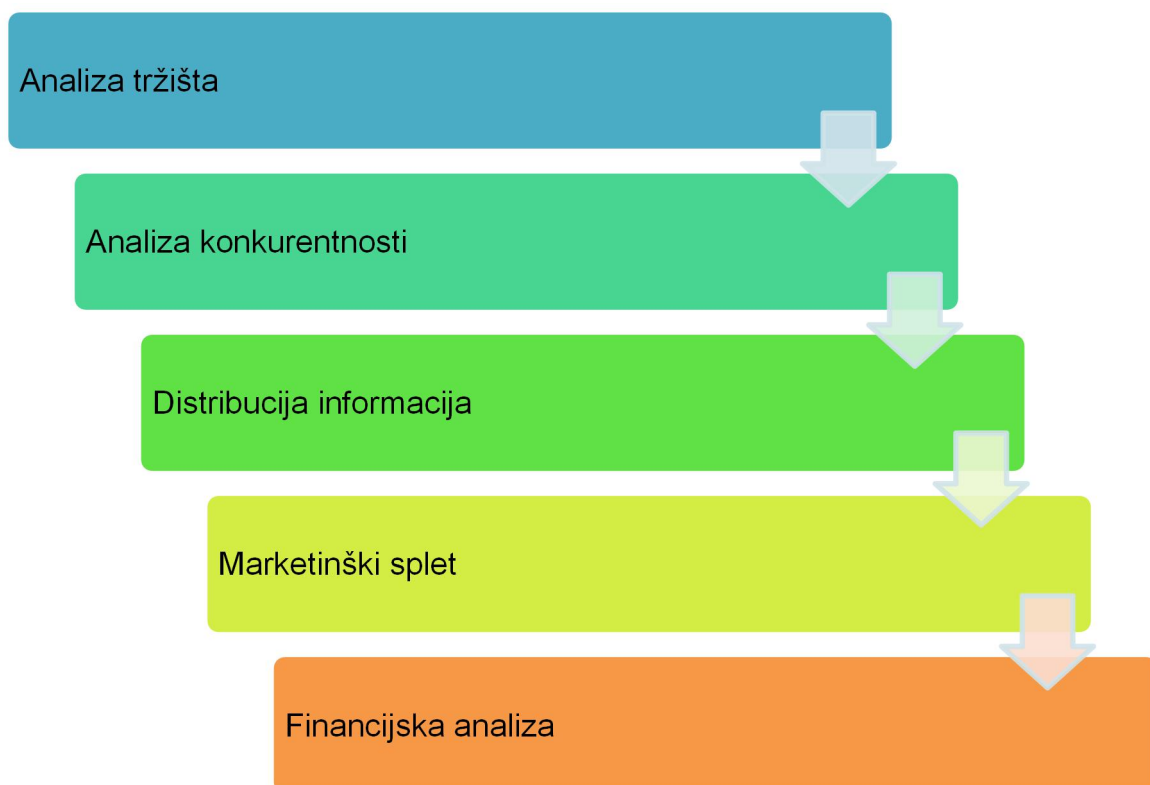 Analiza tržišta
Analiza konkurentnosti
Distribucija informacija
Marketinški splet
Financijska analiza